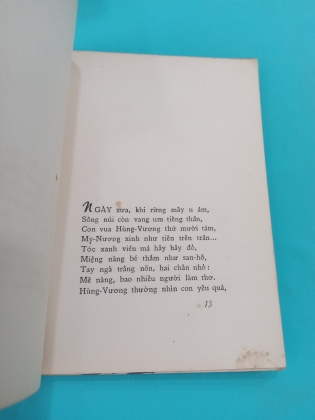 NGÀY xưa, khi rừng mây u ám,
Sông núi còn vang um tiếng thần,
Con vua Hùng-Vương thứ mười tám,
My-Nương xinh như tiên trên trần...
Tóc xanh viền má hây hây đỏ,
Miệng nàng bé thắm như san-hô,
Tay ngà trắng nõn, hai chân nhỏ:
Mê nàng, bao nhiêu người làm thơ.
Hùng-Vương thường nhìn con yêu quá,
13